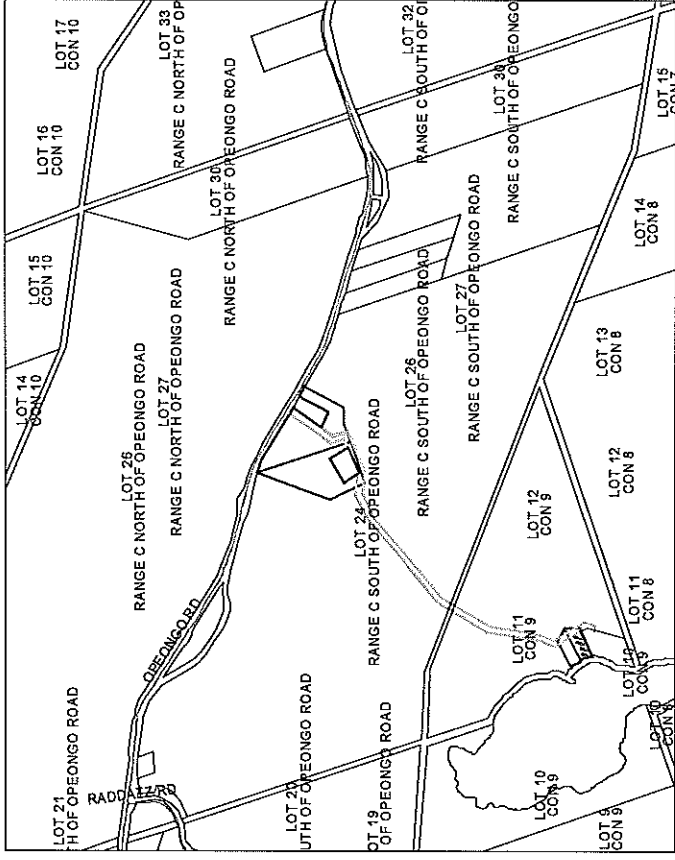 LOT 17
CON 10
LOT 33
RANGE C NORTH OF OP
LOT 32
RANGE C SOUTH OF O
LOT 16
CON 10
LOT 30
RANGE C NORTH OF OPEONGO ROAD
LOT 30
RANGE C SOUTH OF OPEONGO ROAD
LOT 15
CON 7
LOT 15
CON 10
LOT 14
CON 8
LOT 14
CON 10
LOT 27
RANGE C NORTH OF OPEONGO ROAD
LOT 27
RANGE C SOUTH OF OPEONGO ROAD
LOT 13
CON 8
LOT 26
RANGE C NORTH OF OPEONGO ROAD
LOT 26
RANGE C SOUTH OF OPEONGO ROAD
LOT 12
CON 8
LOT 12
CON 9
LOT 24
RANGE C SOUTH OF OPEONGO ROAD
OPEONGO RD
LOT 11
CON 9
LOT 11
CON 8
LOT 10
CON 9
LOT 10
CON 8
RADDATZ RD
LOT 21
TH OF OPEONGO ROAD
LOT 20
UTH OF OPEONGO ROAD
OT 19
OF OPEONGO ROAD
LOT 10
CON 9
LOT 9
CON 9